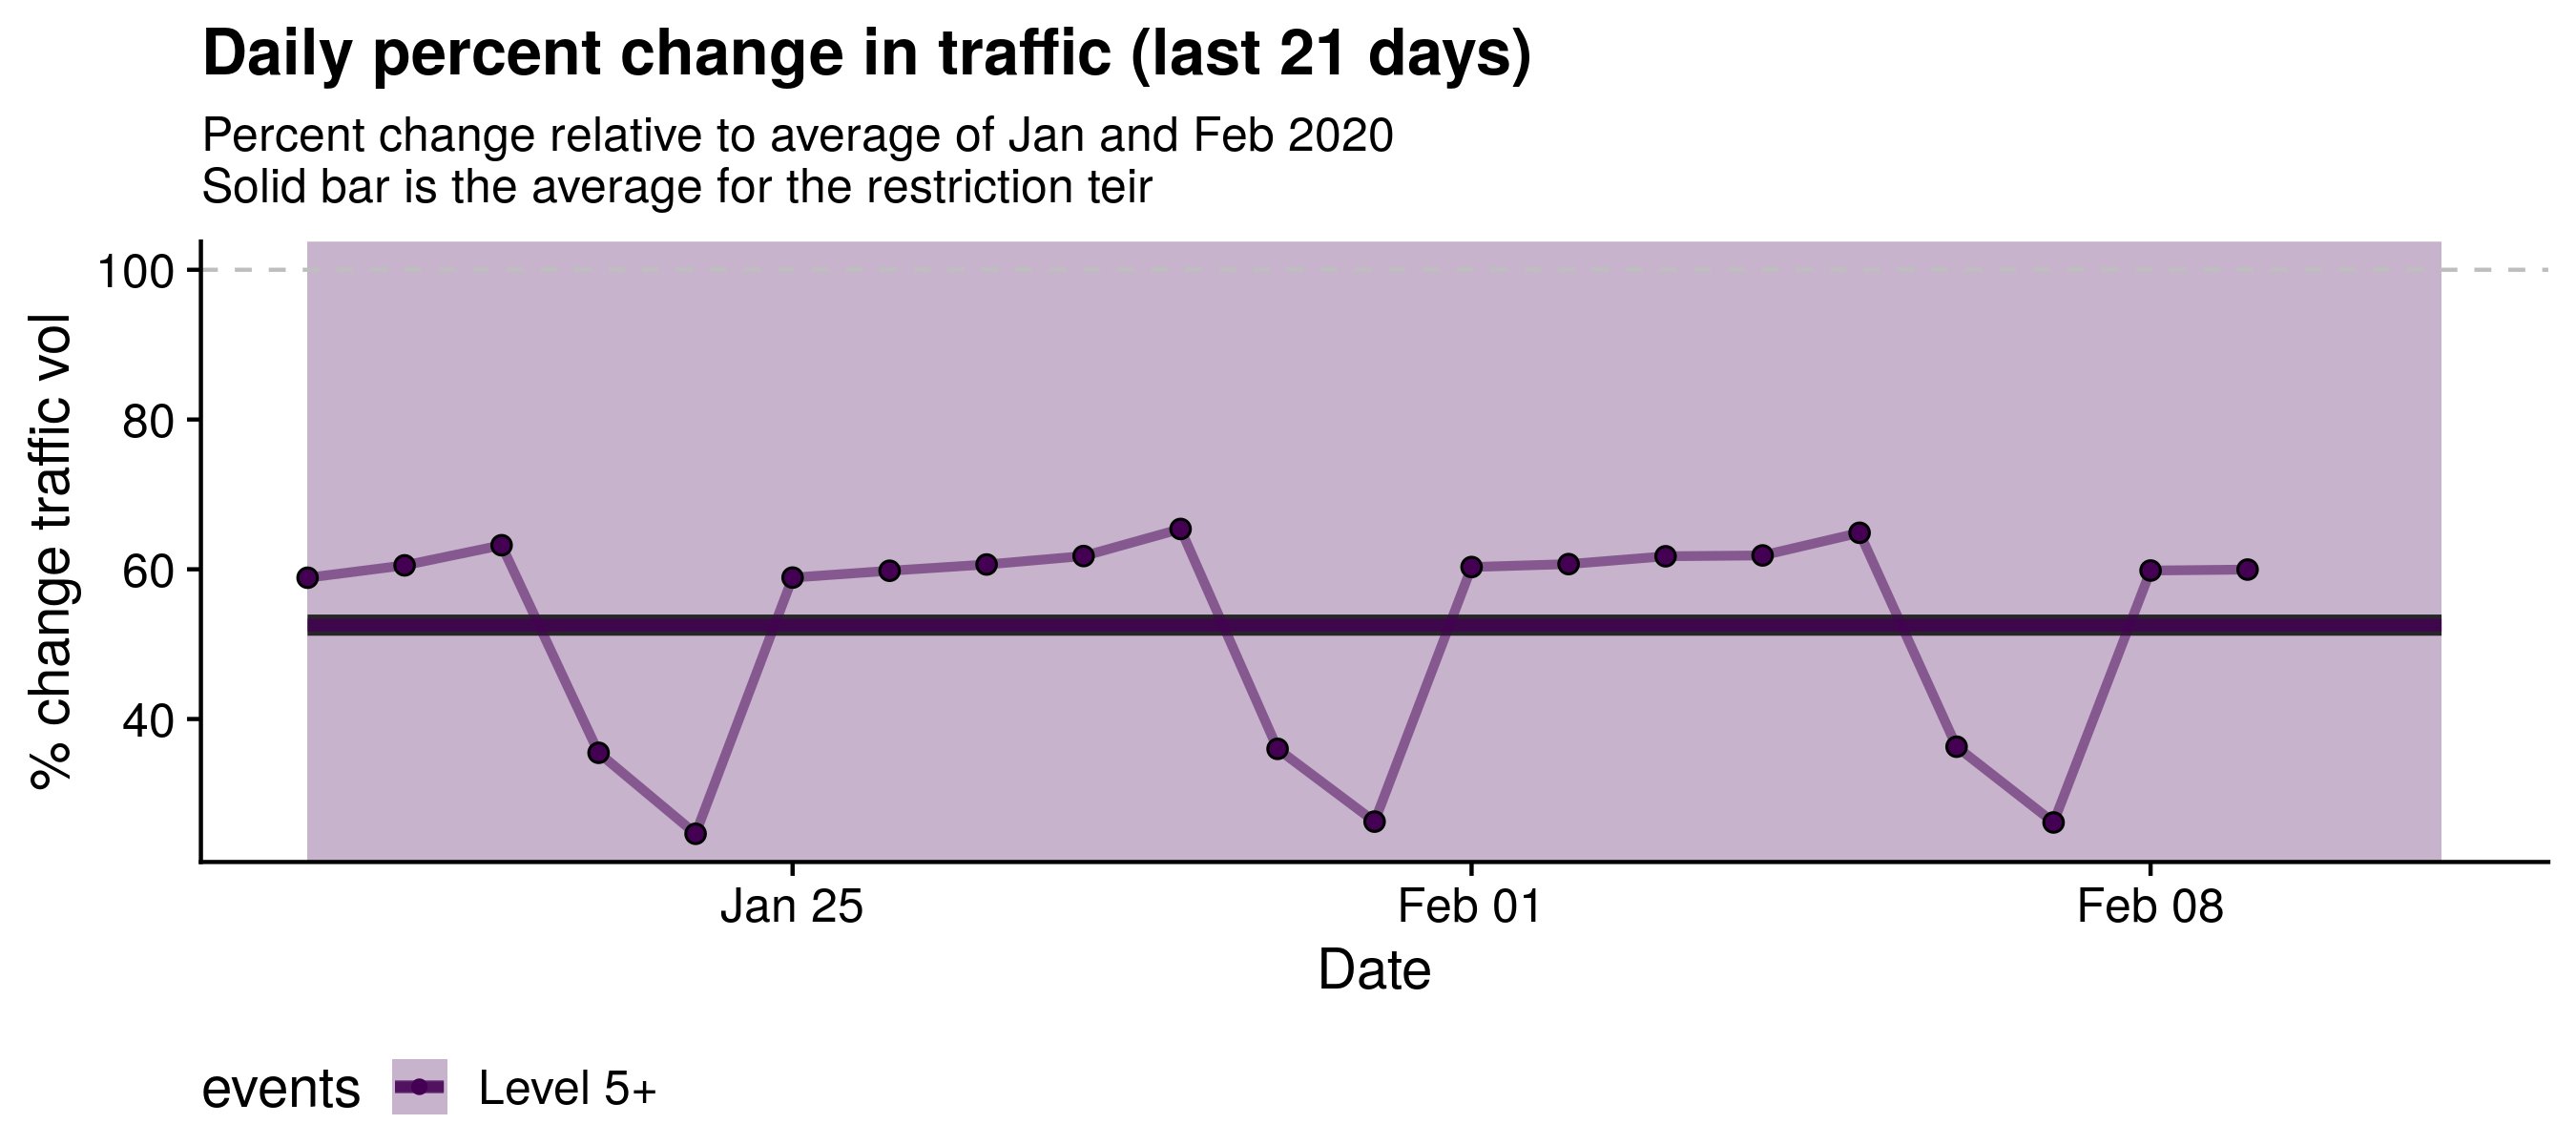 Daily percent change in traffic (last 21 days)
Percent change relative to average of Jan and Feb 2020
Solid bar is the average for the restriction teir
% change traffic vol
100
80
60
40
Jan 25
Feb 01
Feb 08
Date
events
Level 5+